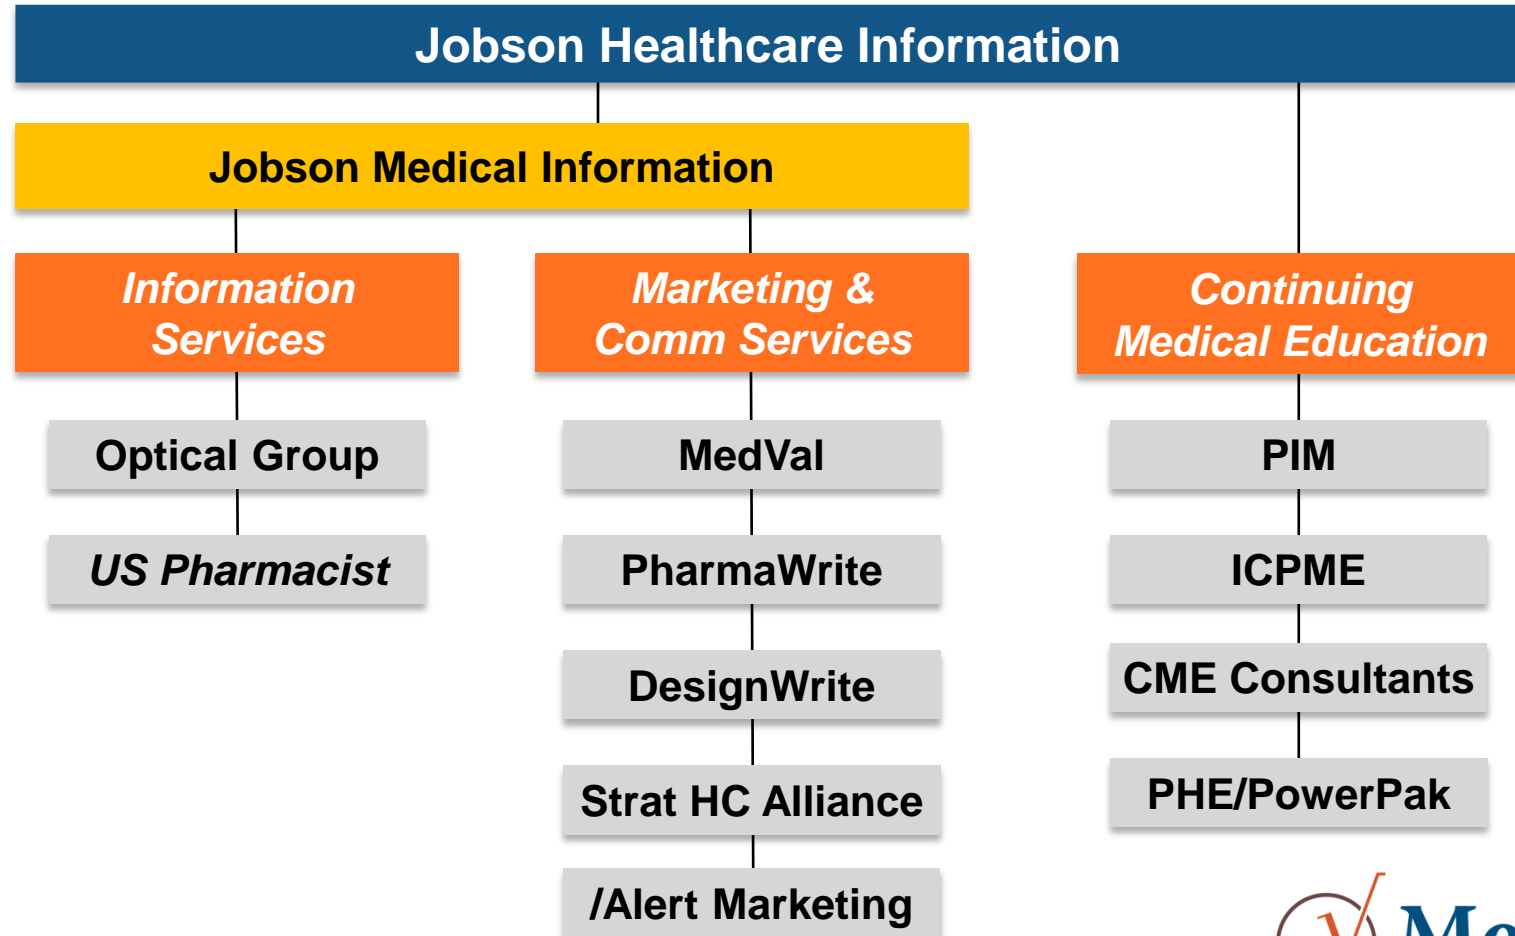 Jobson Healthcare Information
Jobson Medical Information
Information
Services
Marketing &
Comm Services
Continuing
Medical Education
Optical Group
MedVal
PIM
US Pharmacist
PharmaWrite
ICPME
DesignWrite
CME Consultants
Strat HC Alliance
PHE/PowerPak
/Alert Marketing